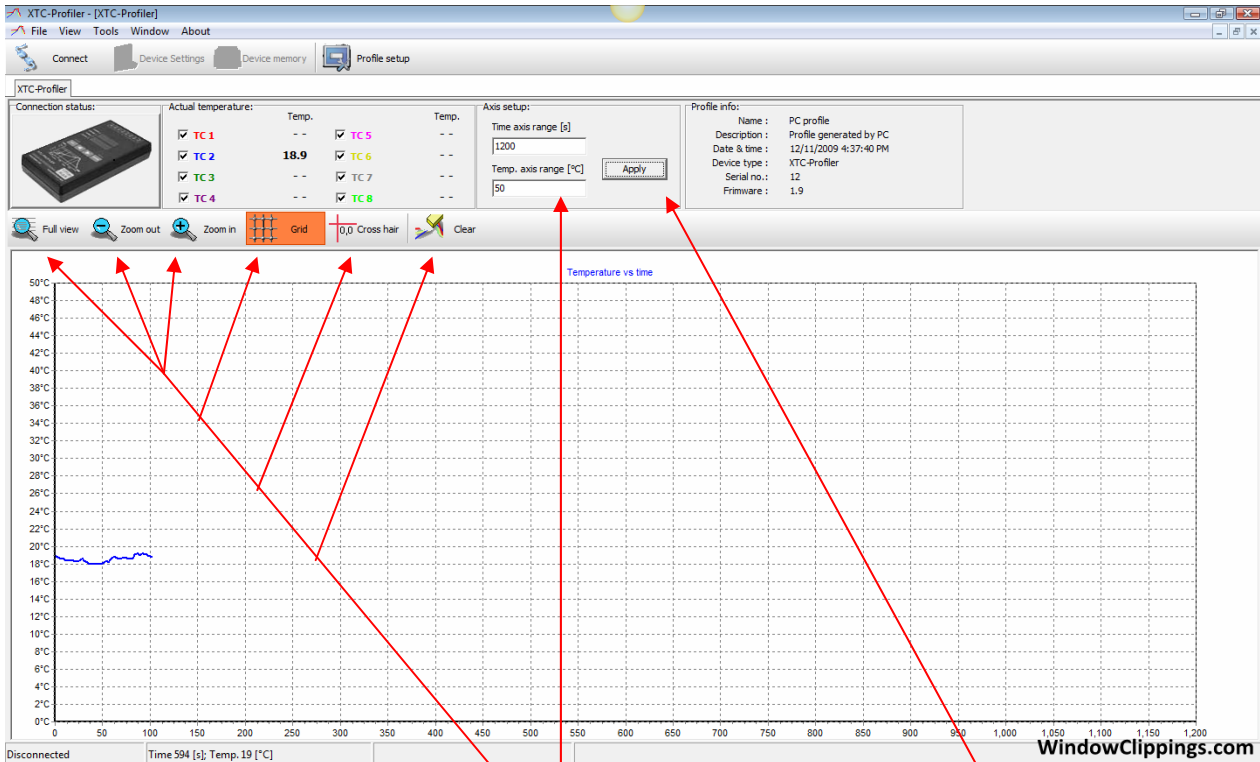 XTC-Profiler - [XTC-Profiler]
File View Tools Window About
Connect Device Settings Device memory Profile setup
XTC-Profiler
Connection status: Actual temperature: Axis setup: Profile info:
Temp. Temp.
TC 1 - - TC 5 - -
TC 2 18.9 TC 6 - -
TC 3 - - TC 7 - -
TC 4 - - TC 8 - -
Time axis range [s]
1200
Temp. axis range [°C]
50
Apply
Name : PC profile
Description : Profile generated by PC
Date & time : 12/11/2009 4:37:40 PM
Device type : XTC-Profiler
Serial no.: 12
Frimware : 1.9
Full view Zoom out Zoom in Grid 0,0 Cross hair Clear
Temperature vs time
50°C
48°C
46°C
44°C
42°C
40°C
38°C
36°C
34°C
32°C
30°C
28°C
26°C
24°C
22°C
20°C
18°C
16°C
14°C
12°C
10°C
8°C
6°C
4°C
2°C
0°C
0 50 100 150 200 250 300 350 400 450 500 550 600 650 700 750 800 850 900 950 1,000 1,050 1,100 1,150 1,200
Disconnected Time 594 [s]; Temp. 19 [°C]
WindowClippings.com